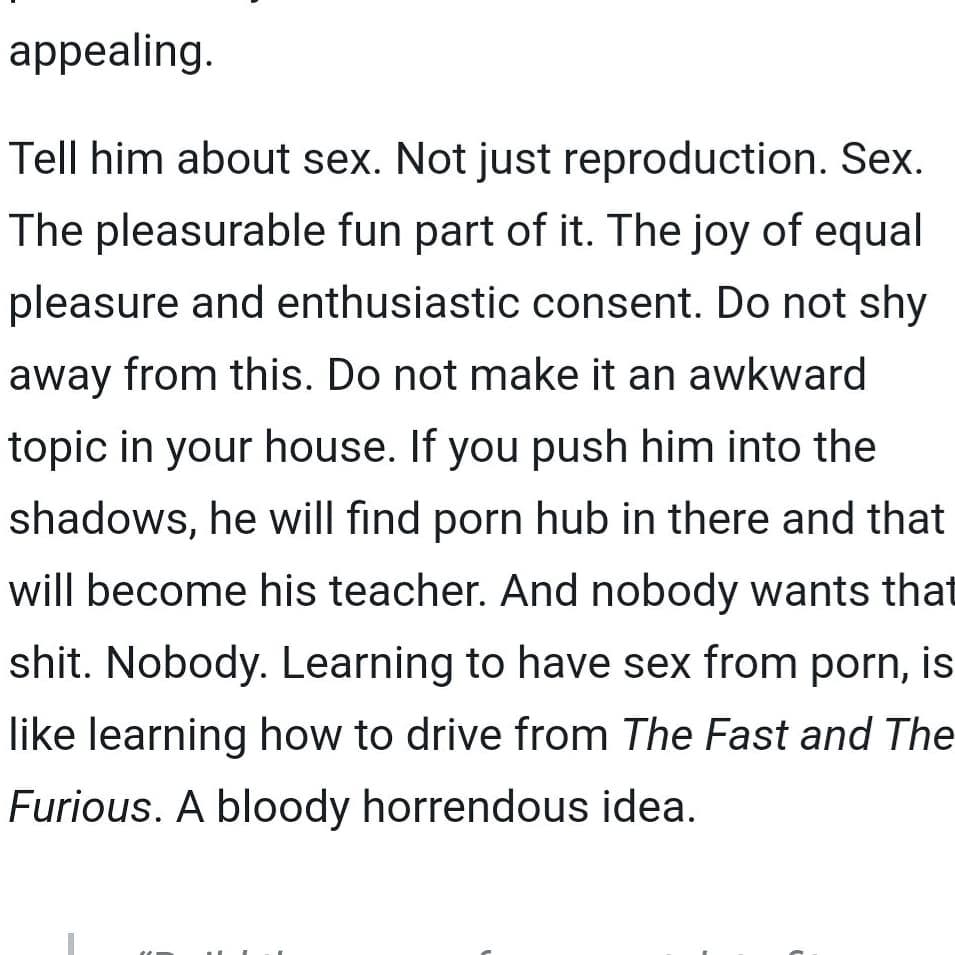 appealing.
Tell him about sex. Not just reproduction. Sex.
The pleasurable fun part of it. The joy of equal
pleasure and enthusiastic consent. Do not shy
away from this. Do not make it an awkward
topic in your house. If you push him into the
shadows, he will find porn hub in there and that
will become his teacher. And nobody wants that
shit. Nobody. Learning to have sex from porn, is
like learning how to drive from The Fast and The
Furious. A bloody horrendous idea.